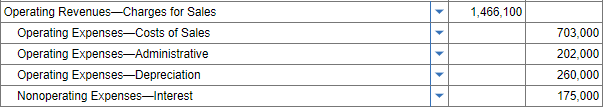 Operating Revenues—Charges for Sales 1,466,100
Operating Expenses—Costs of Sales 703,000
Operating Expenses—Administrative 202,000
Operating Expenses—Depreciation 260,000
Nonoperating Expenses—Interest 175,000